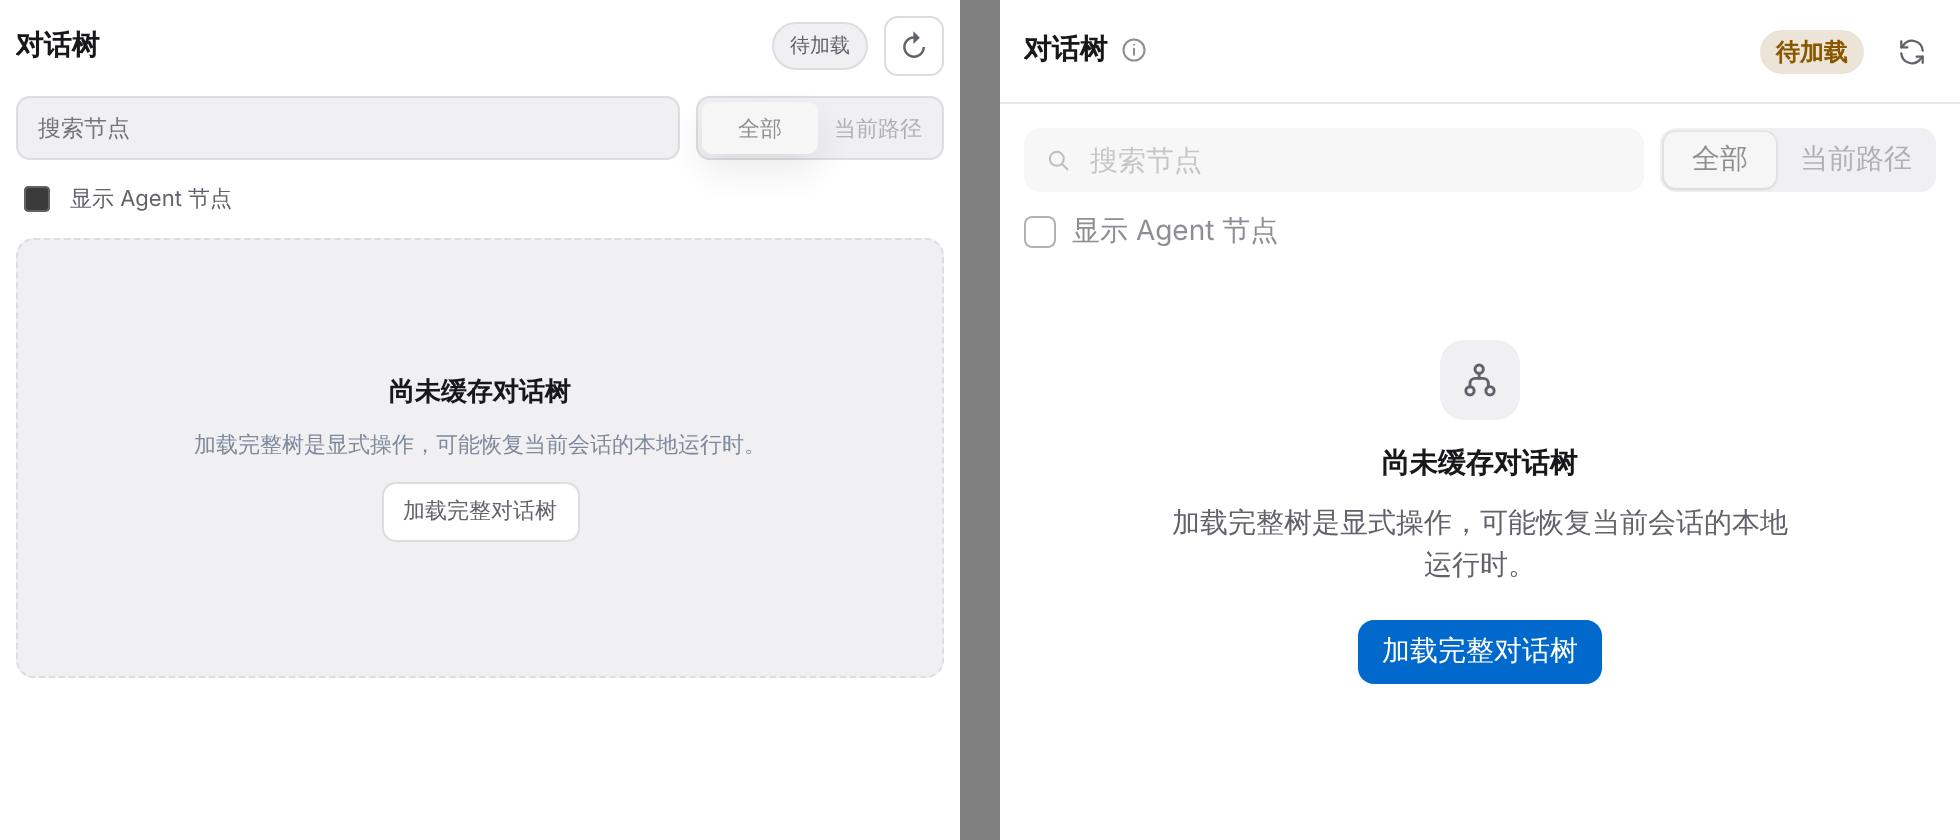 对话树
待加载
搜索节点
全部
当前路径
显示 Agent 节点
尚未缓存对话树
加载完整树是显式操作，可能恢复当前会话的本地运行时。
加载完整对话树
对话树
待加载
搜索节点
全部
当前路径
显示 Agent 节点
尚未缓存对话树
加载完整树是显式操作，可能恢复当前会话的本地
运行时。
加载完整对话树